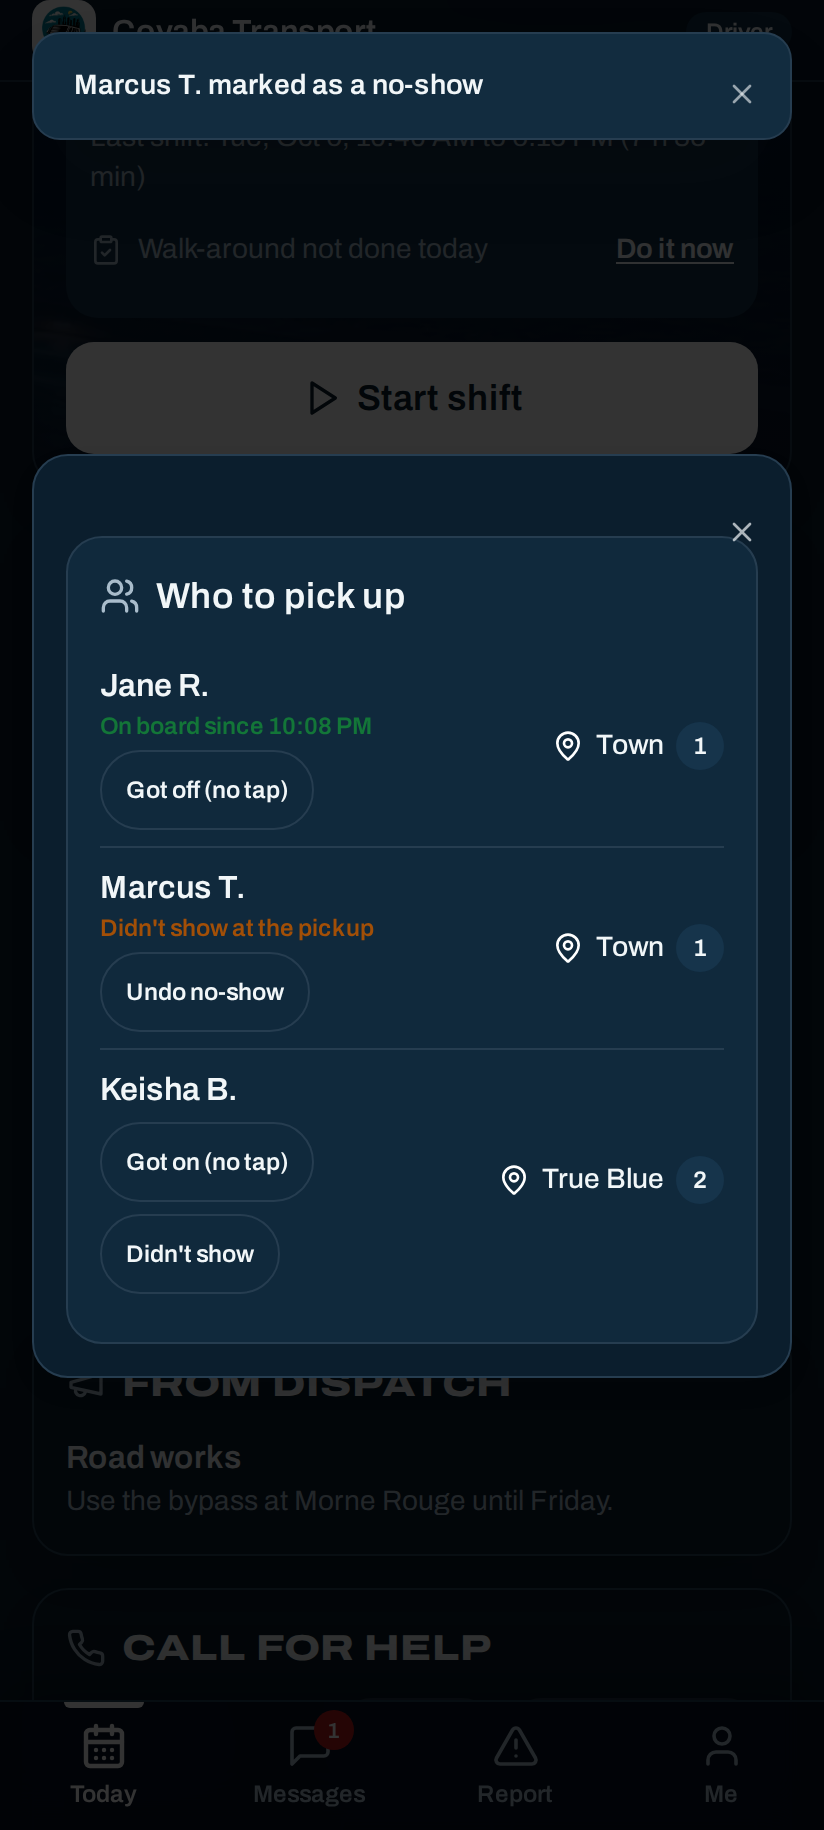 Coyaba Transport
Driver
Marcus T. marked as a no-show
min)
Walk-around not done today
Do it now
Start shift
Who to pick up
Jane R.
On board since 10:08 PM
Town 1
Got off (no tap)
Marcus T.
Didn't show at the pickup
Town 1
Undo no-show
Keisha B.
Got on (no tap)
True Blue 2
Didn't show
FROM DISPATCH
Road works
Use the bypass at Morne Rouge until Friday.
CALL FOR HELP
1
Today
Messages
Report
Me